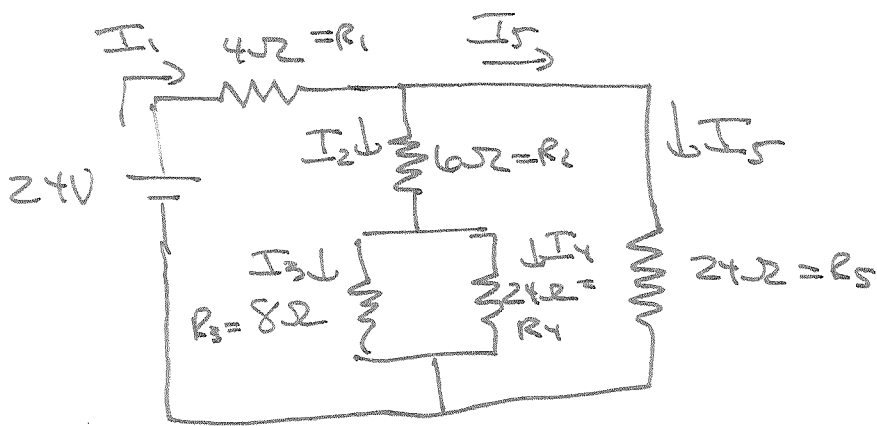 I₁ 4Ω =R₁ I₅
24V
I₂↓ 6Ω=R₂ ↓I₅
I₃↓ ↓I₄
R₃= 8Ω 24Ω= R₄
24Ω=R₅